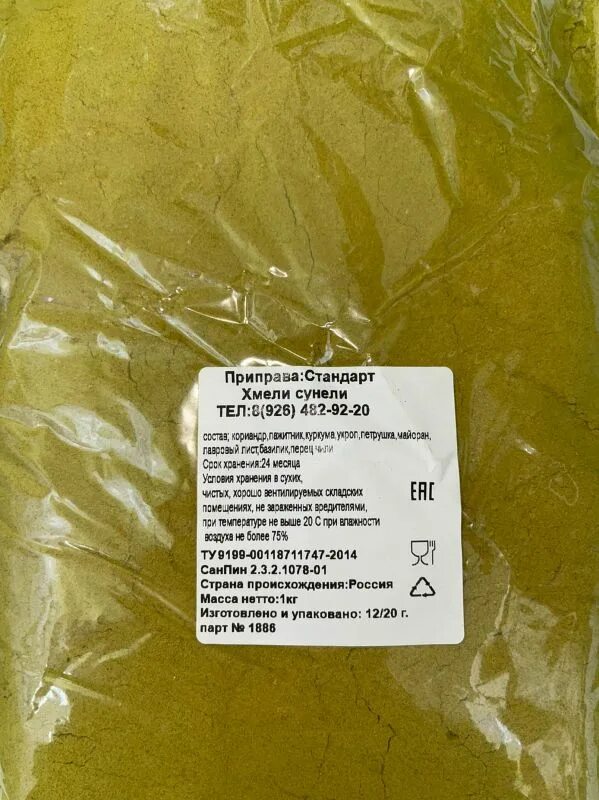 Приправа:Стандарт
Хмели сунели
ТЕЛ:8(926) 482-92-20
состав; кориандр,пажитник,куркума,укроп,петрушка,майоран,
лавровый лист,базилик,перец чили
Срок хранения:24 месяца
Условия хранения в сухих,
чистых, хорошо вентилируемых складских
помещениях, не зараженных вредителями,
при температуре не выше 20 С при влажности
воздуха не более 75%
EAC
ТУ 9199-00118711747-2014
СанПин 2.3.2.1078-01
Страна происхождения:Россия
Масса нетто:1кг
Изготовлено и упаковано: 12/20 г.
парт № 1886